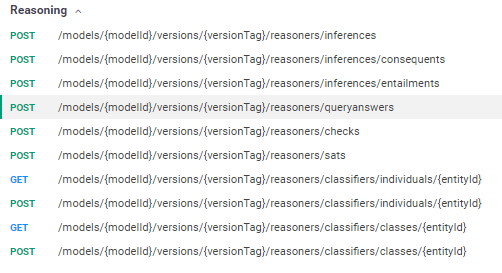 Reasoning
POST /models/{modelId}/versions/{versionTag}/reasoners/inferences
POST /models/{modelId}/versions/{versionTag}/reasoners/inferences/consequents
POST /models/{modelId}/versions/{versionTag}/reasoners/inferences/entailments
POST /models/{modelId}/versions/{versionTag}/reasoners/queryanswers
POST /models/{modelId}/versions/{versionTag}/reasoners/checks
POST /models/{modelId}/versions/{versionTag}/reasoners/sats
GET /models/{modelId}/versions/{versionTag}/reasoners/classifiers/individuals/{entityId}
POST /models/{modelId}/versions/{versionTag}/reasoners/classifiers/individuals/{entityId}
GET /models/{modelId}/versions/{versionTag}/reasoners/classifiers/classes/{entityId}
POST /models/{modelId}/versions/{versionTag}/reasoners/classifiers/classes/{entityId}